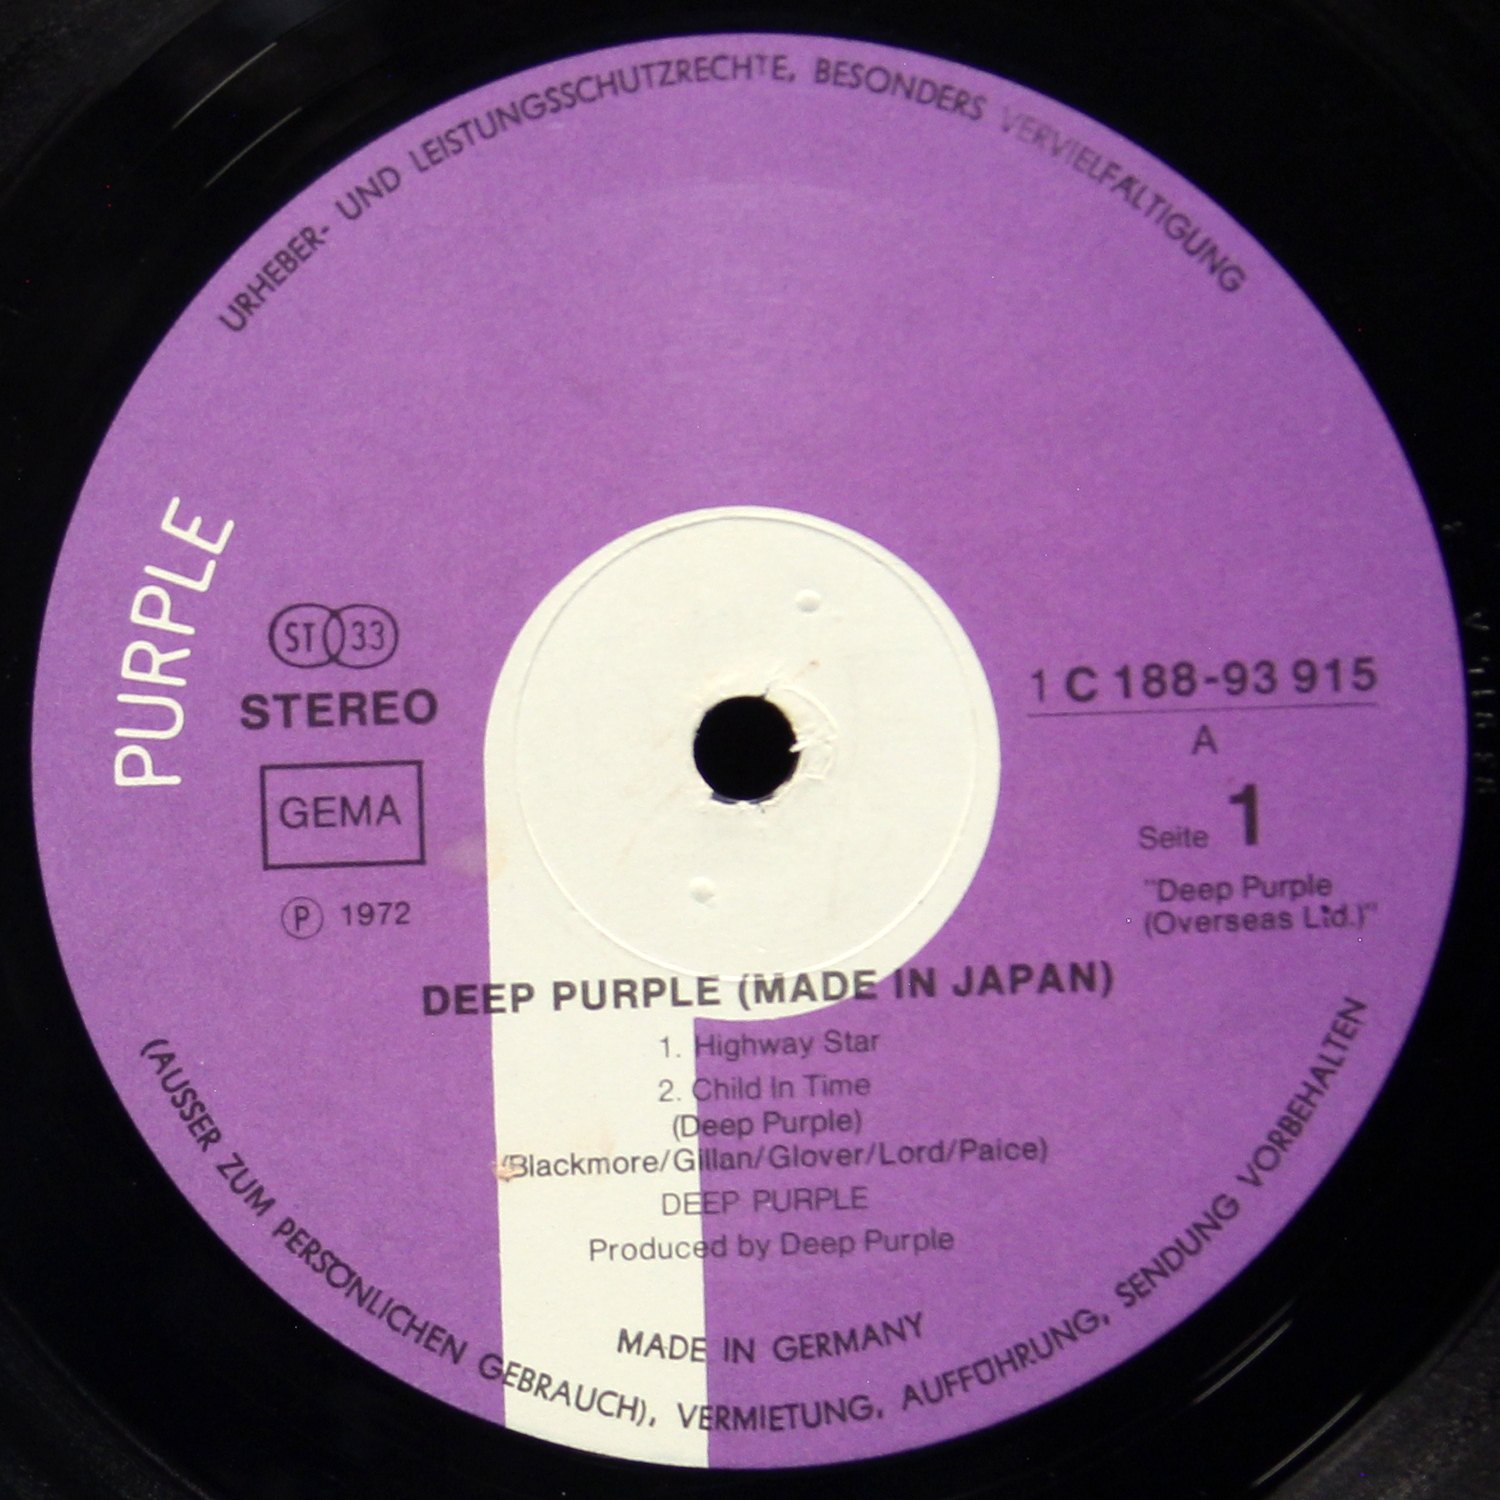 URHEBER- UND LEISTUNGSSCHUTZRECHTE, BESONDERS VERVIELFÄLTIGUNG
PURPLE
ST 33
STEREO
GEMA
Ⓟ 1972
1 C 188-93 915
A
Seite 1
"Deep Purple
(Overseas Ltd.)"
DEEP PURPLE (MADE IN JAPAN)
1. Highway Star
2. Child In Time
(Deep Purple)
(Blackmore/Gillan/Glover/Lord/Paice)
DEEP PURPLE
Produced by Deep Purple
MADE IN GERMANY
(AUSSER ZUM PERSÖNLICHEN GEBRAUCH), VERMIETUNG, AUFFÜHRUNG, SENDUNG VORBEHALTEN